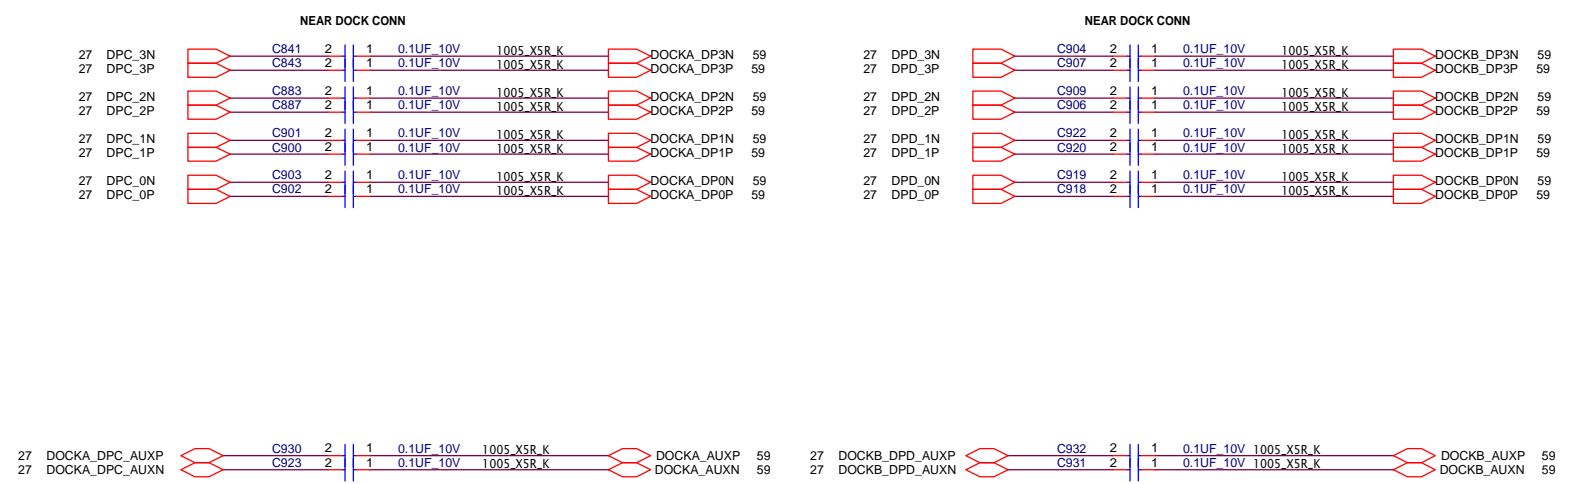 NEAR DOCK CONN NEAR DOCK CONN
27 DPC_3N C841 2 1 0.1UF_10V 1005_X5R_K DOCKA_DP3N 59 27 DPD_3N C904 2 1 0.1UF_10V 1005_X5R_K DOCKB_DP3N 59
27 DPC_3P C843 2 1 0.1UF_10V 1005_X5R_K DOCKA_DP3P 59 27 DPD_3P C907 2 1 0.1UF_10V 1005_X5R_K DOCKB_DP3P 59
27 DPC_2N C883 2 1 0.1UF_10V 1005_X5R_K DOCKA_DP2N 59 27 DPD_2N C909 2 1 0.1UF_10V 1005_X5R_K DOCKB_DP2N 59
27 DPC_2P C887 2 1 0.1UF_10V 1005_X5R_K DOCKA_DP2P 59 27 DPD_2P C906 2 1 0.1UF_10V 1005_X5R_K DOCKB_DP2P 59
27 DPC_1N C901 2 1 0.1UF_10V 1005_X5R_K DOCKA_DP1N 59 27 DPD_1N C922 2 1 0.1UF_10V 1005_X5R_K DOCKB_DP1N 59
27 DPC_1P C900 2 1 0.1UF_10V 1005_X5R_K DOCKA_DP1P 59 27 DPD_1P C920 2 1 0.1UF_10V 1005_X5R_K DOCKB_DP1P 59
27 DPC_0N C903 2 1 0.1UF_10V 1005_X5R_K DOCKA_DP0N 59 27 DPD_0N C919 2 1 0.1UF_10V 1005_X5R_K DOCKB_DP0N 59
27 DPC_0P C902 2 1 0.1UF_10V 1005_X5R_K DOCKA_DP0P 59 27 DPD_0P C918 2 1 0.1UF_10V 1005_X5R_K DOCKB_DP0P 59
27 DOCKA_DPC_AUXP C930 2 1 0.1UF_10V 1005_X5R_K DOCKA_AUXP 59 27 DOCKB_DPD_AUXP C932 2 1 0.1UF_10V 1005_X5R_K DOCKB_AUXP 59
27 DOCKA_DPC_AUXN C923 2 1 0.1UF_10V 1005_X5R_K DOCKA_AUXN 59 27 DOCKB_DPD_AUXN C931 2 1 0.1UF_10V 1005_X5R_K DOCKB_AUXN 59